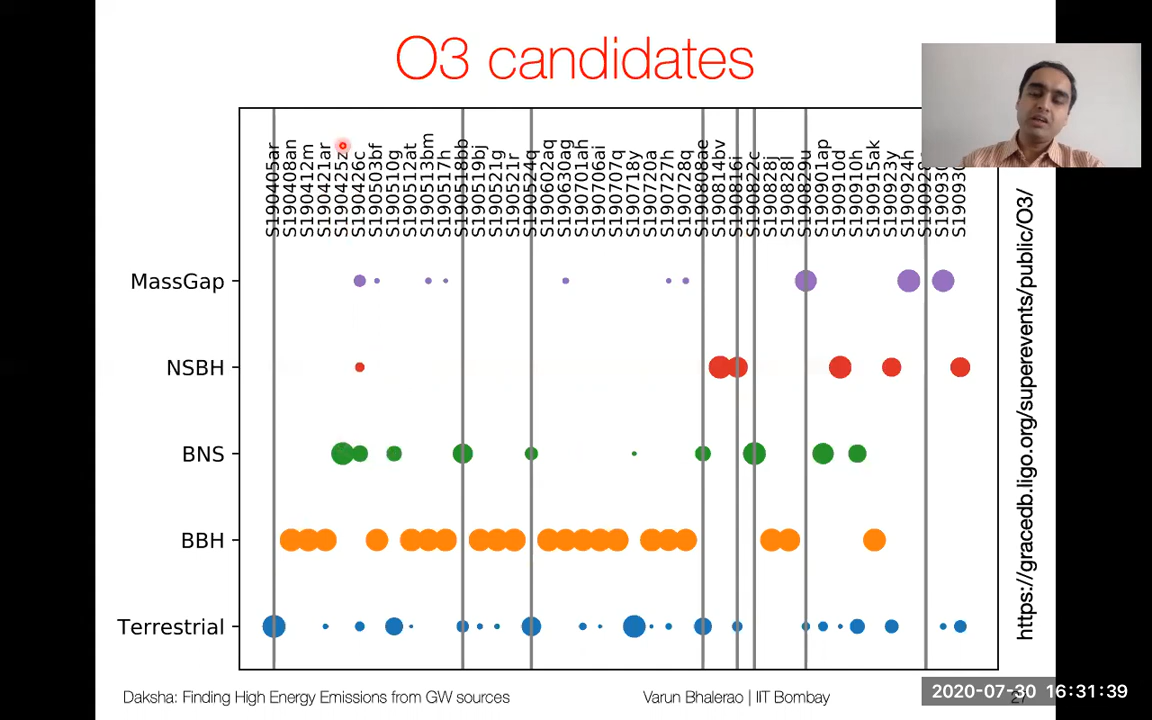 O3 candidates
S190405ar
S190408an
S190412m
S190421ar
S190425z
S190426c
S190503bf
S190510g
S190512at
S190513bm
S190517h
S190518bb
S190519bj
S190521g
S190521r
S190524q
S190602aq
S190630ag
S190701ah
S190706ai
S190707q
S190718y
S190720a
S190727h
S190728q
S190808ae
S190814bv
S190816i
S190822c
S190828j
S190828l
S190829u
S190901ap
S190910d
S190910h
S190915ak
S190923y
S190924h
MassGap
NSBH
BNS
BBH
Terrestrial
https://gracedb.ligo.org/superevents/public/O3/
Daksha: Finding High Energy Emissions from GW sources
Varun Bhalerao | IIT Bombay
2020-07-30 16:31:39